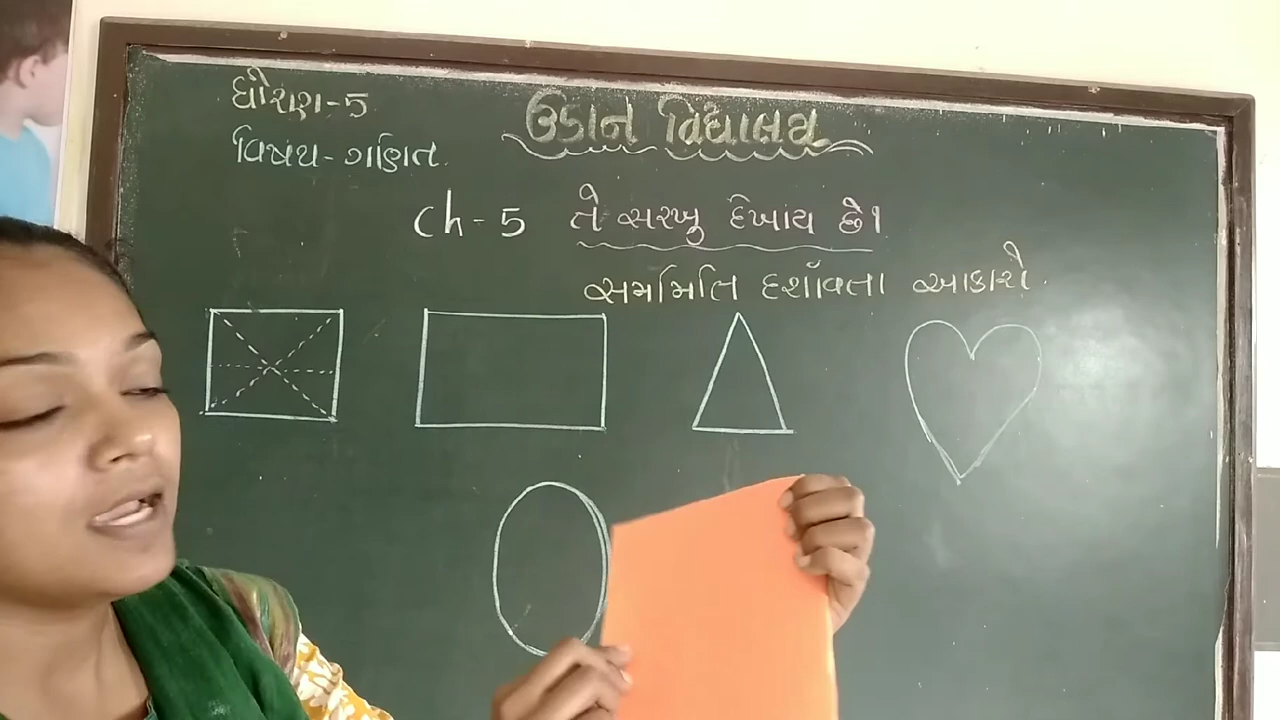 ધોરણ-5
વિષય-ગણિત.
ઉડાન વિદ્યાલય
ch-5 તે સરખુ દેખાય છે।
સમમિતિ દર્શાવતા આકારો.